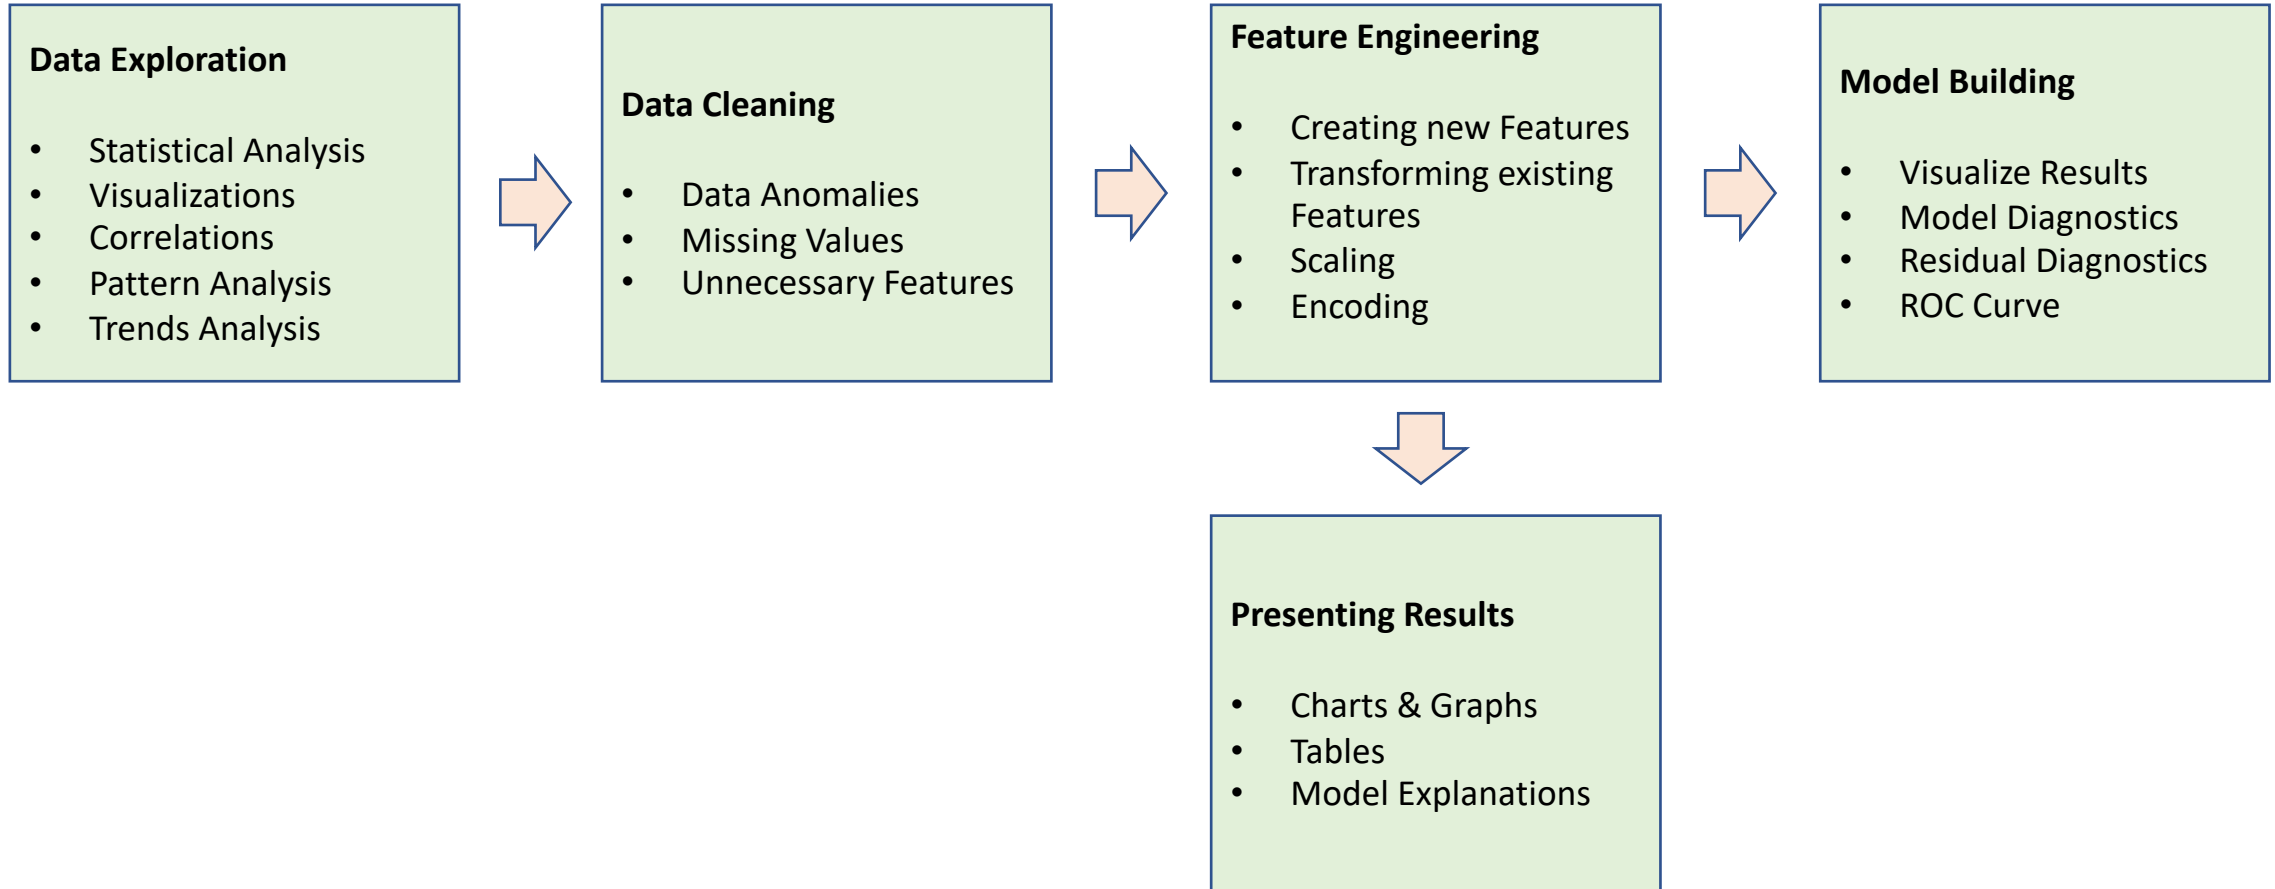 Data Exploration
• Statistical Analysis
• Visualizations
• Correlations
• Pattern Analysis
• Trends Analysis
Data Cleaning
• Data Anomalies
• Missing Values
• Unnecessary Features
Feature Engineering
• Creating new Features
• Transforming existing
Features
• Scaling
• Encoding
Model Building
• Visualize Results
• Model Diagnostics
• Residual Diagnostics
• ROC Curve
Presenting Results
• Charts & Graphs
• Tables
• Model Explanations